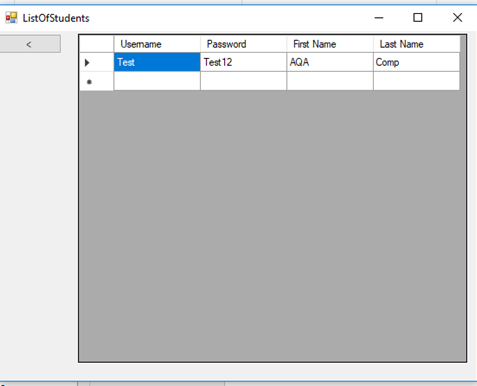 ListOfStudents
<
Username Password First Name Last Name
Test Test12 AQA Comp